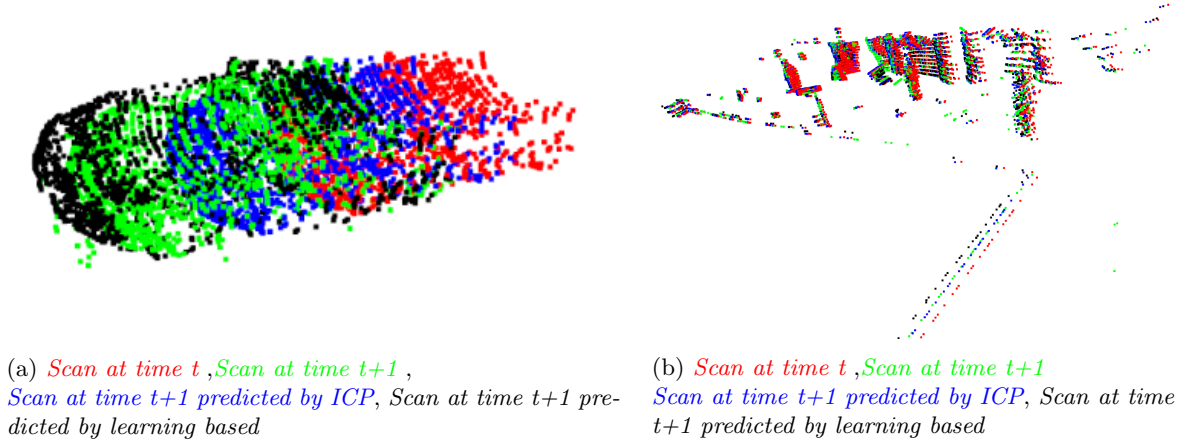 (a) Scan at time t ,Scan at time t+1 ,
Scan at time t+1 predicted by ICP, Scan at time t+1 pre-
dicted by learning based
(b) Scan at time t ,Scan at time t+1
Scan at time t+1 predicted by ICP, Scan at time
t+1 predicted by learning based